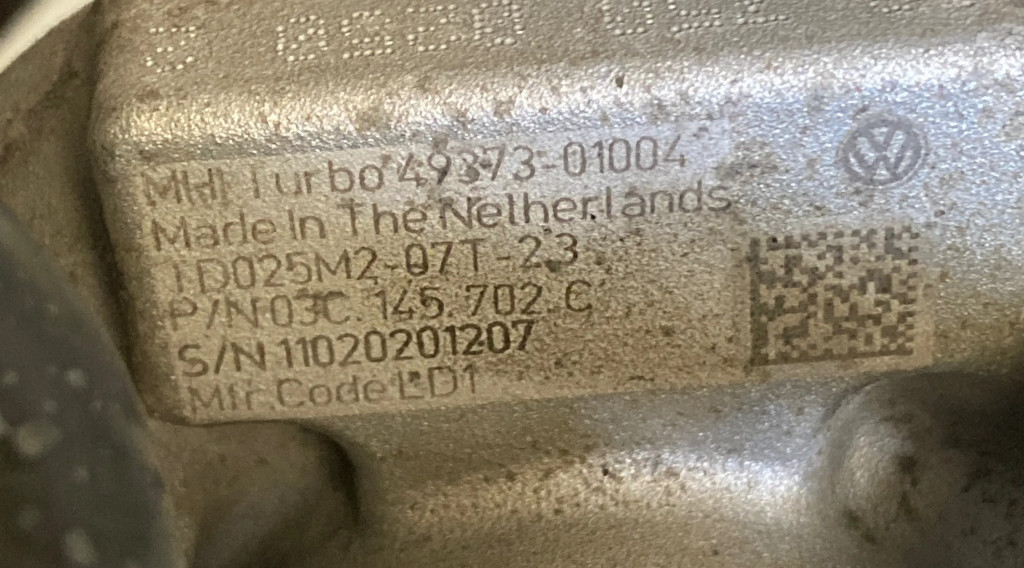 MHI Turbo 49373-01004
Made In The Netherlands
TD025M2-07T-2.3
P/N 03C.145.702.C
S/N 11020201207
Mfr.Code LD1
VW